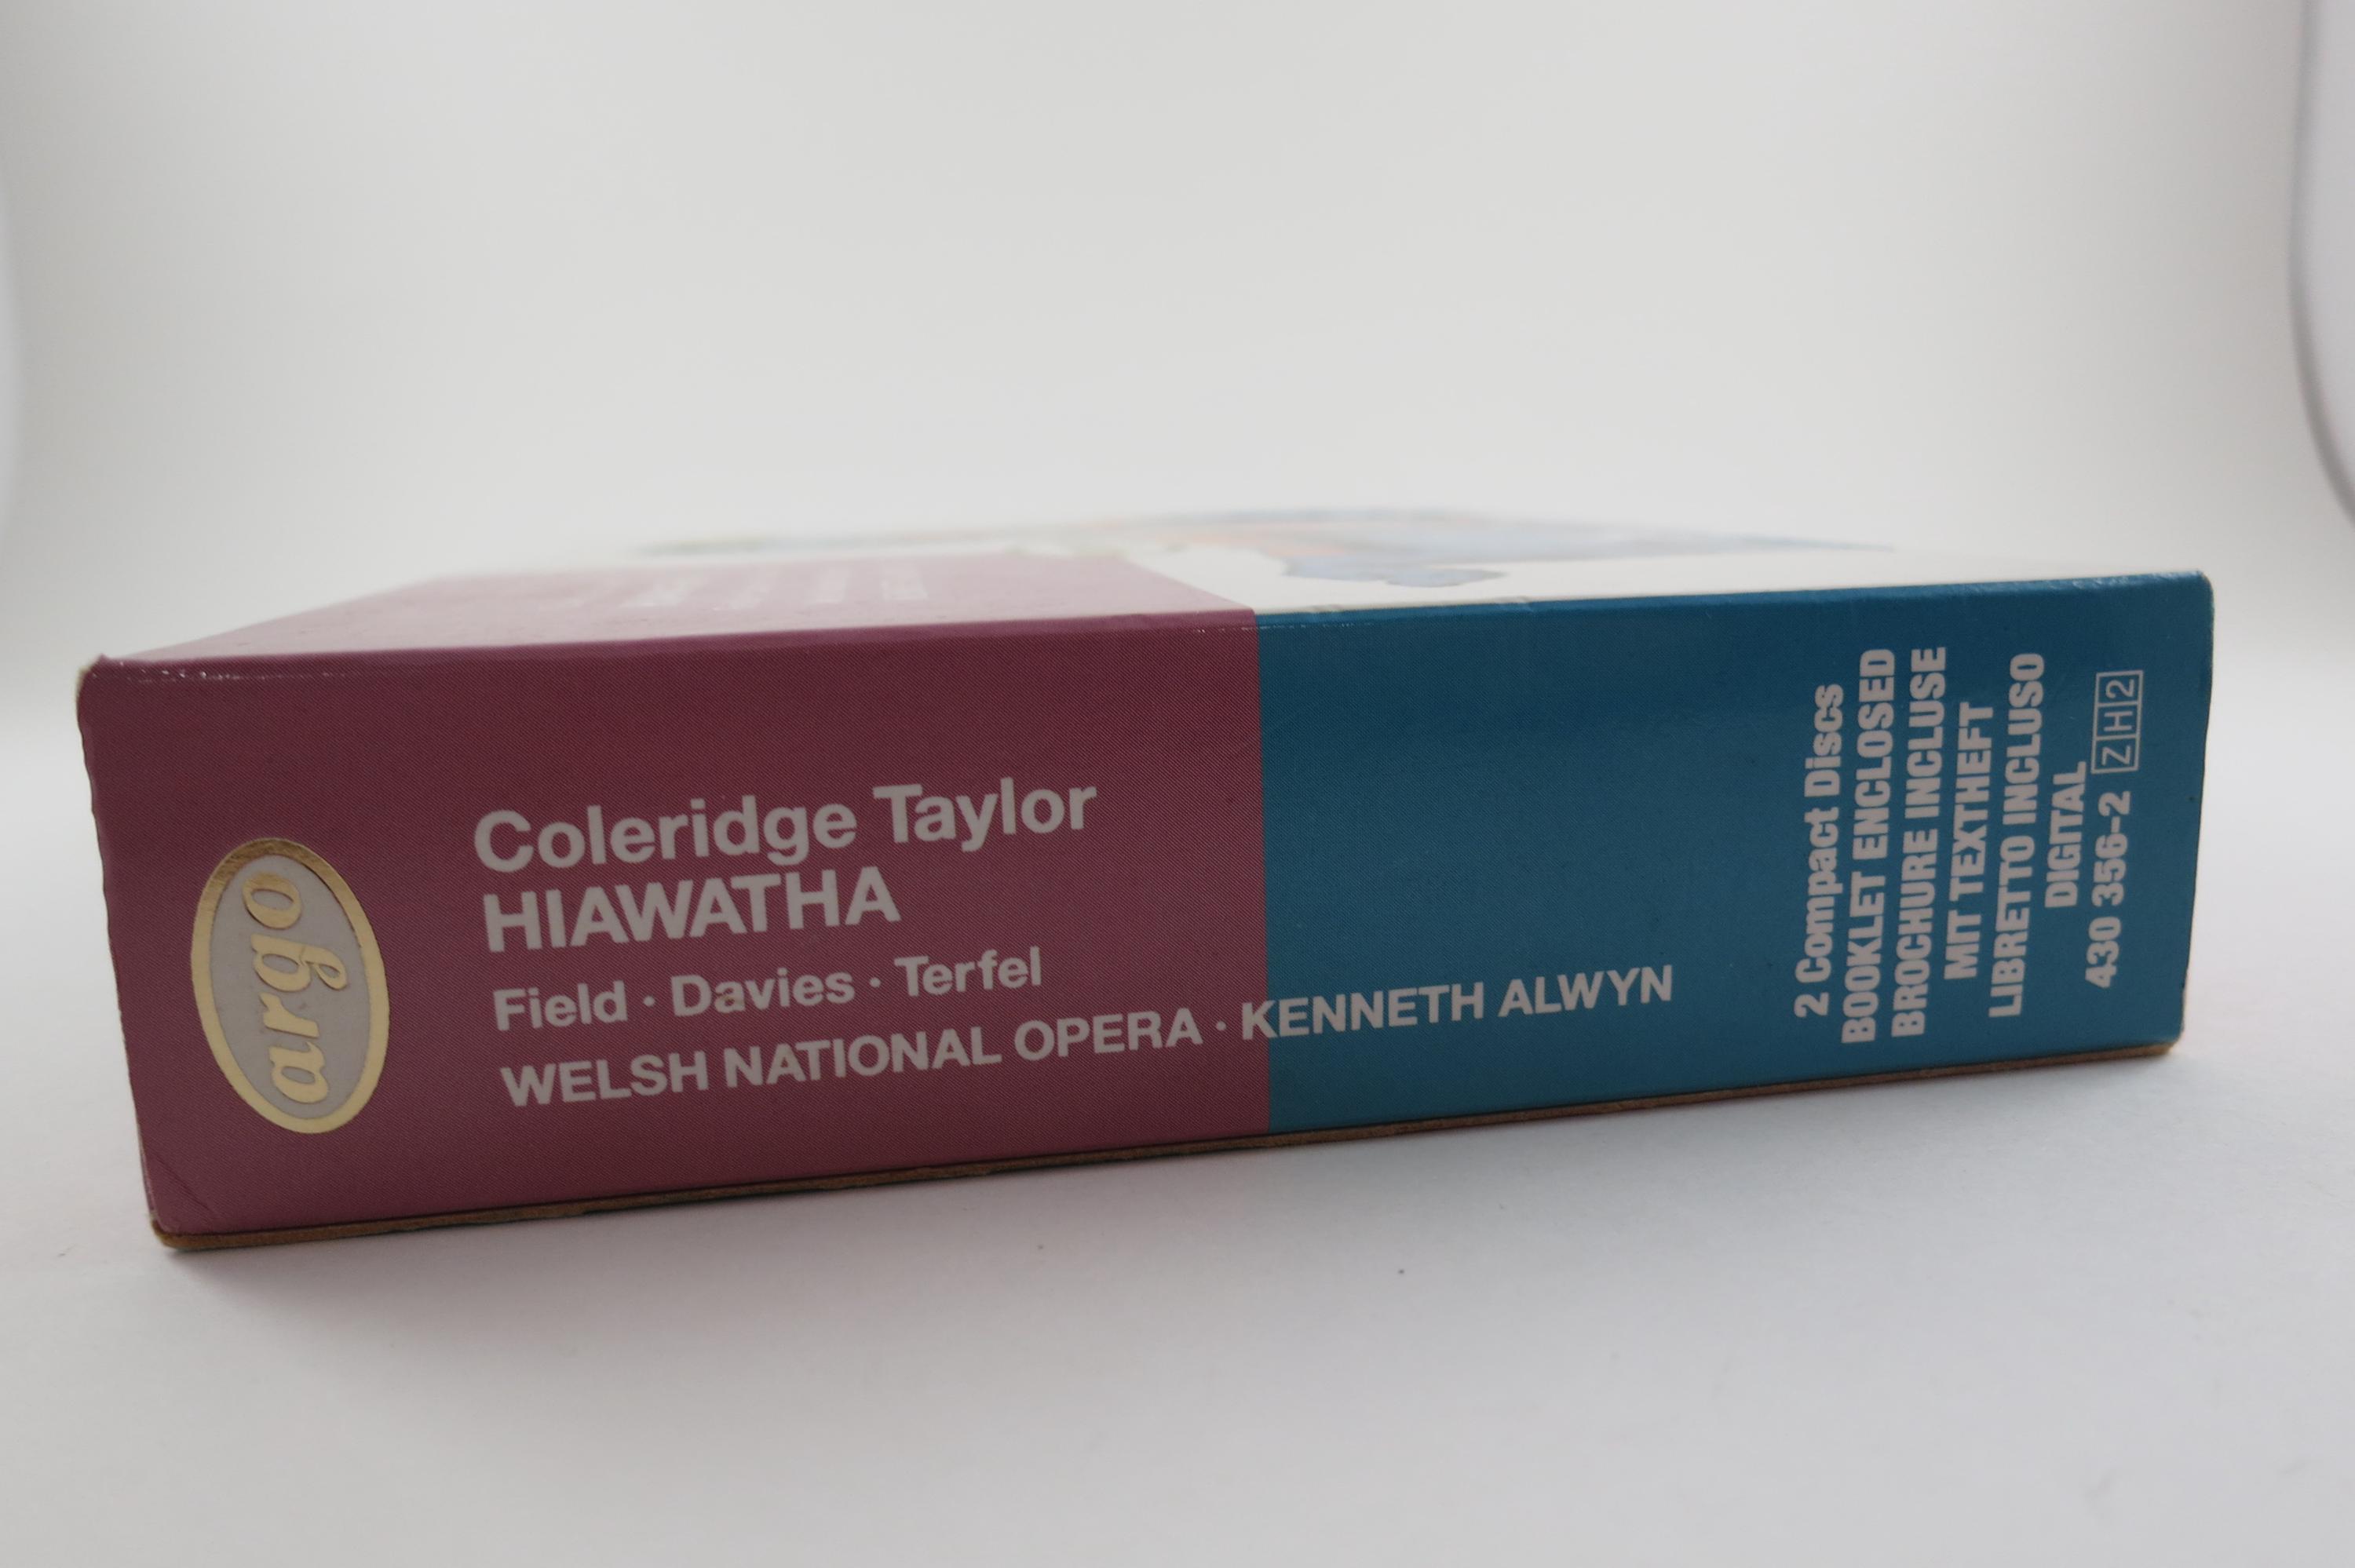 argo
Coleridge Taylor
HIAWATHA
Field · Davies · Terfel
WELSH NATIONAL OPERA · KENNETH ALWYN
2 Compact Discs
BOOKLET ENCLOSED
BROCHURE INCLUSE
MIT TEXTHEFT
LIBRETTO INCLUSO
DIGITAL
430 356-2 ZH2